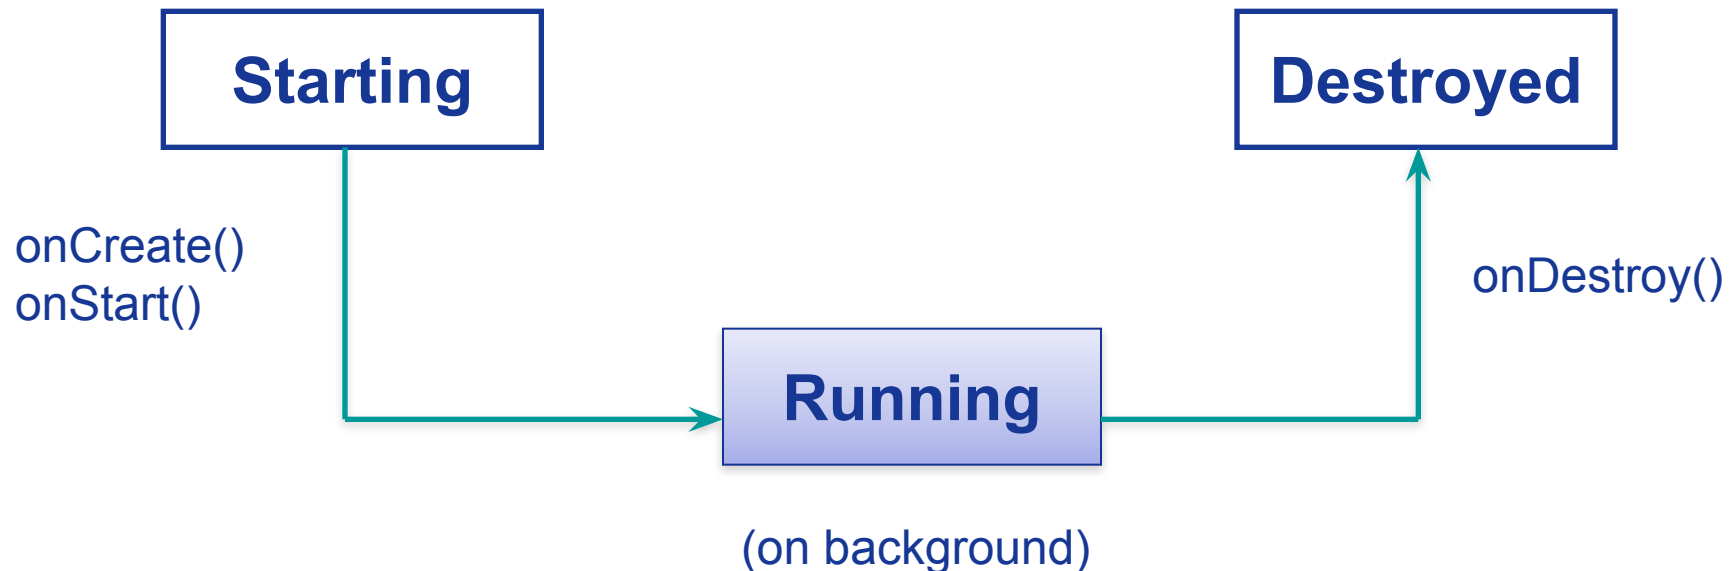 Starting
Destroyed
onCreate()
onStart()
onDestroy()
Running
(on background)